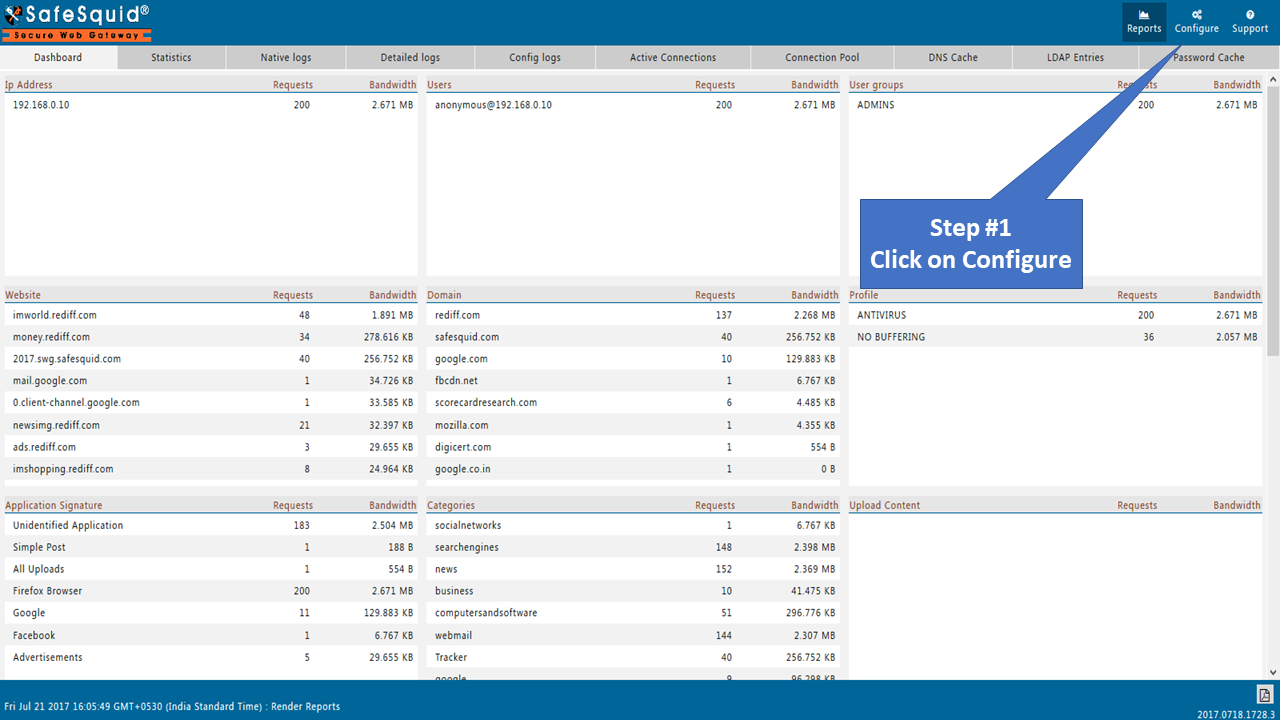 SafeSquid®
Secure Web Gateway
Reports Configure Support
Dashboard Statistics Native logs Detailed logs Config logs Active Connections Connection Pool DNS Cache LDAP Entries Password Cache
Ip Address Requests Bandwidth
192.168.0.10 200 2.671 MB
Users Requests Bandwidth
anonymous@192.168.0.10 200 2.671 MB
User groups Requests Bandwidth
ADMINS 200 2.671 MB
Step #1
Click on Configure
Website Requests Bandwidth
imworld.rediff.com 48 1.891 MB
money.rediff.com 34 278.616 KB
2017.swg.safesquid.com 40 256.752 KB
mail.google.com 1 34.726 KB
0.client-channel.google.com 1 33.585 KB
newsimg.rediff.com 21 32.397 KB
ads.rediff.com 3 29.655 KB
imshopping.rediff.com 8 24.964 KB
Domain Requests Bandwidth
rediff.com 137 2.268 MB
safesquid.com 40 256.752 KB
google.com 10 129.883 KB
fbcdn.net 1 6.767 KB
scorecardresearch.com 6 4.485 KB
mozilla.com 1 4.355 KB
digicert.com 1 554 B
google.co.in 1 0 B
Profile Requests Bandwidth
ANTIVIRUS 200 2.671 MB
NO BUFFERING 36 2.057 MB
Application Signature Requests Bandwidth
Unidentified Application 183 2.504 MB
Simple Post 1 188 B
All Uploads 1 554 B
Firefox Browser 200 2.671 MB
Google 11 129.883 KB
Facebook 1 6.767 KB
Advertisements 5 29.655 KB
Categories Requests Bandwidth
socialnetworks 1 6.767 KB
searchengines 148 2.398 MB
news 152 2.369 MB
business 10 41.475 KB
computersandsoftware 51 296.776 KB
webmail 144 2.307 MB
Tracker 40 256.752 KB
google 9 96.298 KB
Upload Content Requests Bandwidth
Fri Jul 21 2017 16:05:49 GMT+0530 (India Standard Time) : Render Reports
2017.0718.1728.3